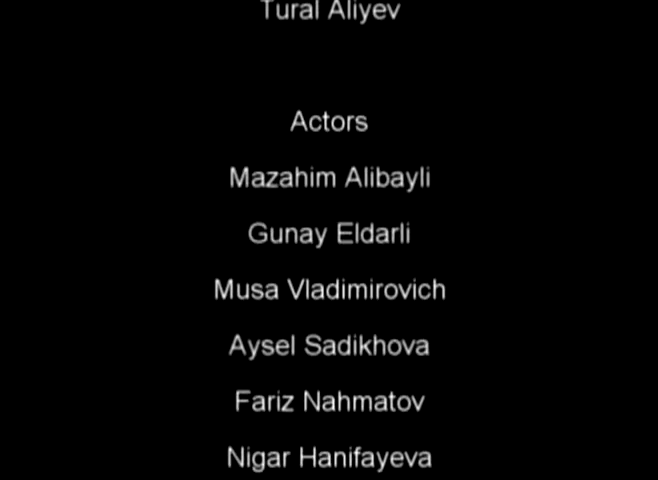 Tural Aliyev
Actors
Mazahim Alibayli
Gunay Eldarli
Musa Vladimirovich
Aysel Sadikhova
Fariz Nahmatov
Nigar Hanifayeva